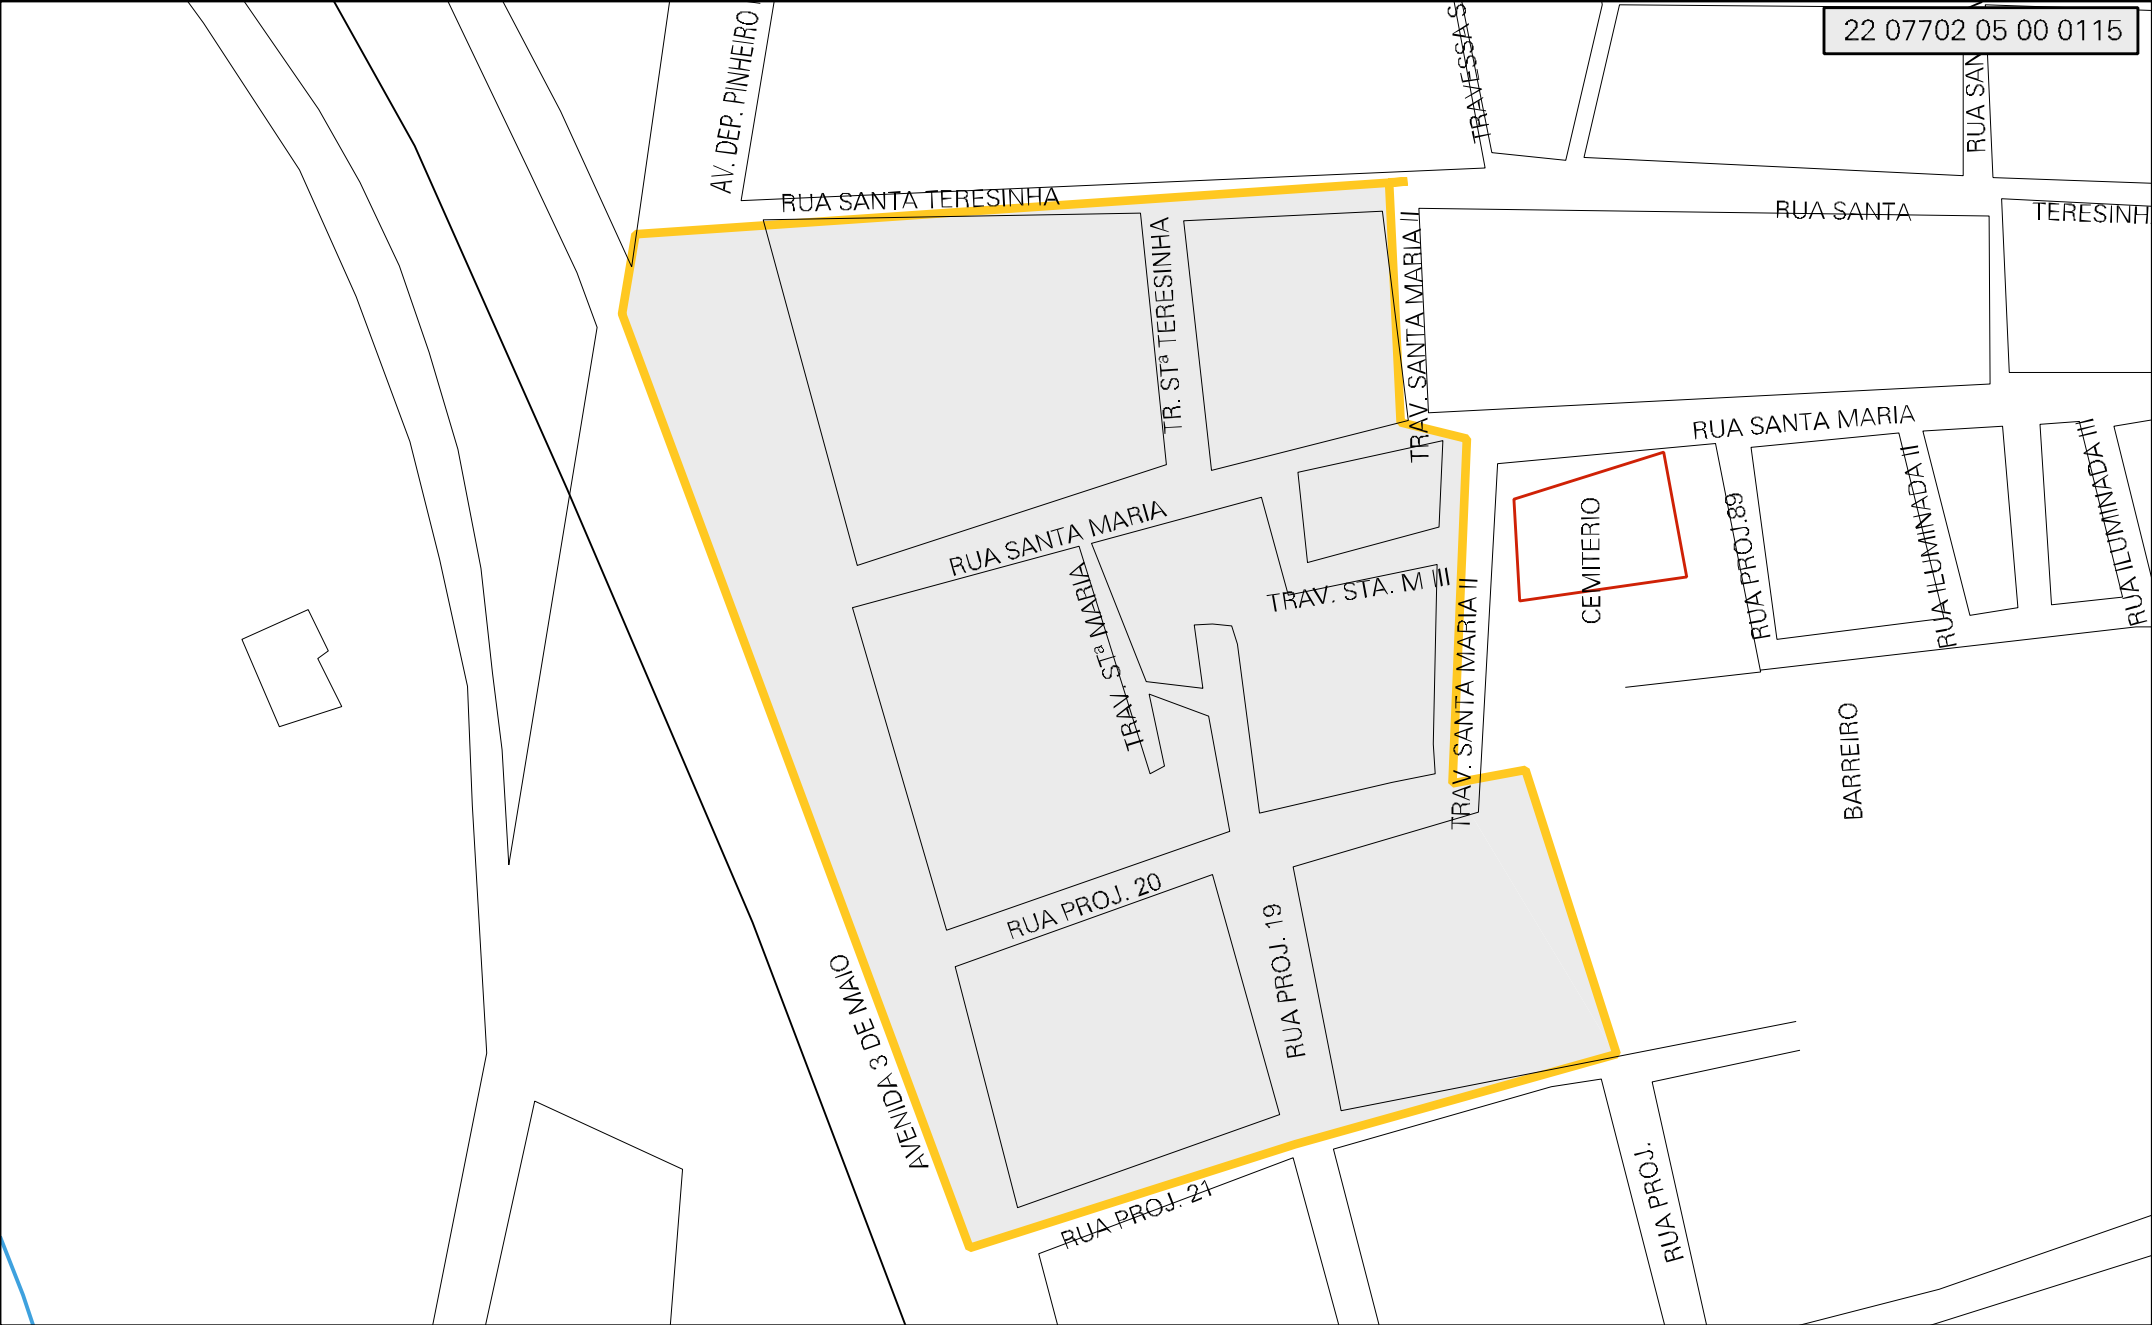 22 07702 05 00 0115
AV. DEP. PINHEIRO
TRAVESSA S
RUA SAN
RUA SANTA TERESINHA
RUA SANTA
TERESINH
TR. STª TERESINHA
TRAV. SANTA MARIA II
RUA SANTA MARIA
RUA SANTA MARIA
TRAV. STª MARIA
TRAV. STA. M III
TRAV. SANTA MARIA II
CEMITERIO
RUA PROJ.89
RUA ILUMINADA II
RUA ILUMINADA III
BARREIRO
RUA PROJ. 20
RUA PROJ. 19
AVENIDA 3 DE MAIO
RUA PROJ. 21
RUA PROJ.